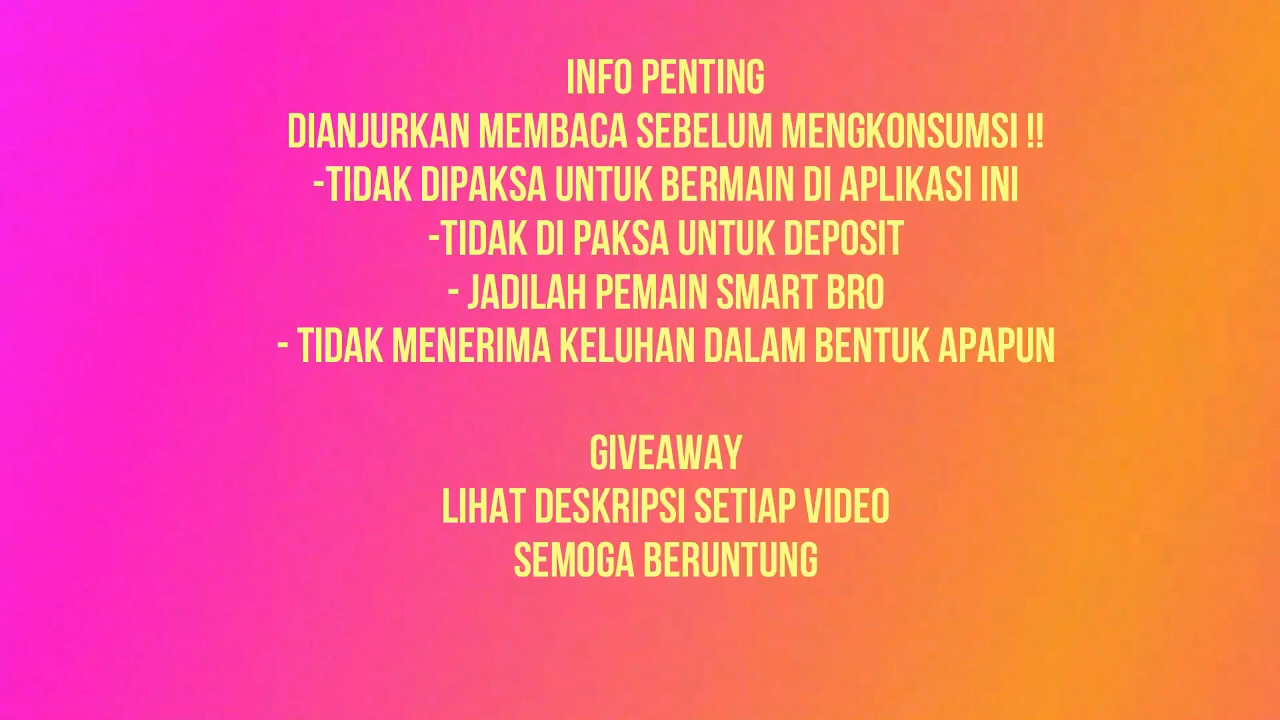 INFO PENTING
DIANJURKAN MEMBACA SEBELUM MENGKONSUMSI !!
-TIDAK DIPAKSA UNTUK BERMAIN DI APLIKASI INI
-TIDAK DI PAKSA UNTUK DEPOSIT
- JADILAH PEMAIN SMART BRO
- TIDAK MENERIMA KELUHAN DALAM BENTUK APAPUN
GIVEAWAY
LIHAT DESKRIPSI SETIAP VIDEO
SEMOGA BERUNTUNG